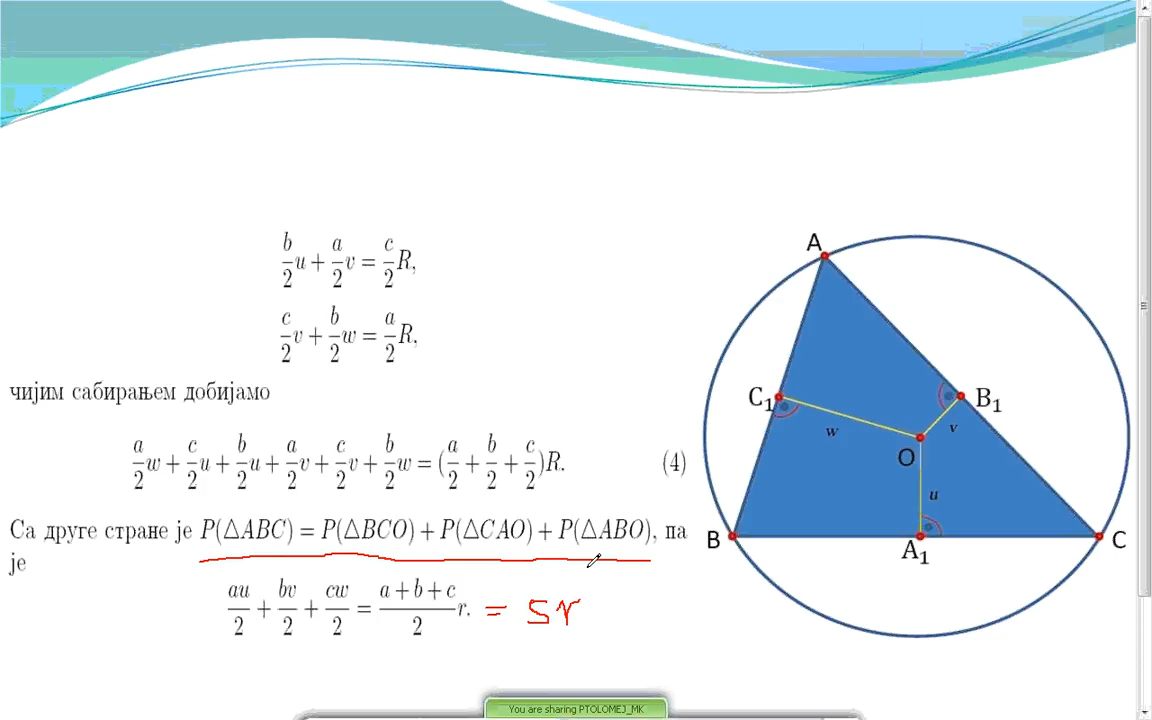 b/2 u + a/2 v = c/2 R,
c/2 v + b/2 w = a/2 R,
чијим сабирањем добијамо
a/2 w + c/2 u + b/2 u + a/2 v + c/2 v + b/2 w = (a/2 + b/2 + c/2)R. (4)
Са друге стране је P(△ABC) = P(△BCO) + P(△CAO) + P(△ABO), па
је
au/2 + bv/2 + cw/2 = a + b + c/2 r. = Sr
A
C₁
B₁
w
v
O
u
B
A₁
C
You are sharing PTOLOMEJ_MK